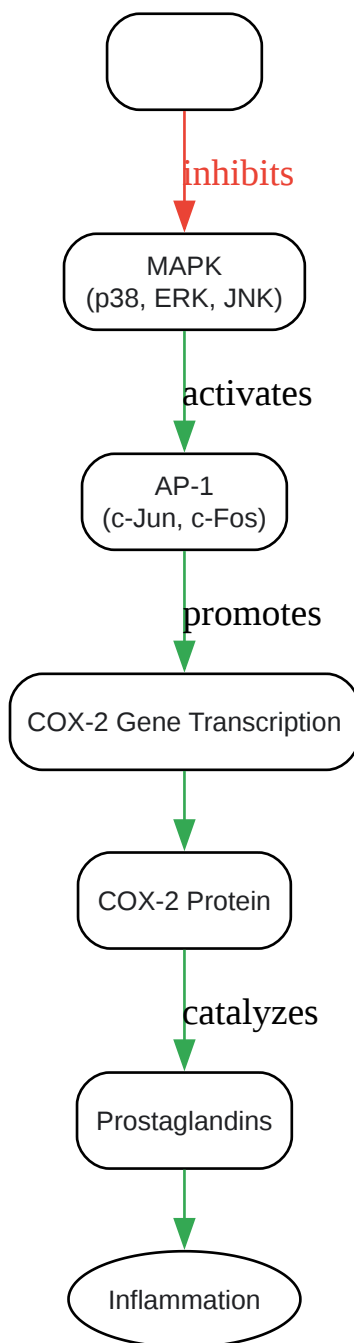 inhibits
MAPK
(p38, ERK, JNK)
activates
AP-1
(c-Jun, c-Fos)
promotes
COX-2 Gene Transcription
COX-2 Protein
catalyzes
Prostaglandins
Inflammation